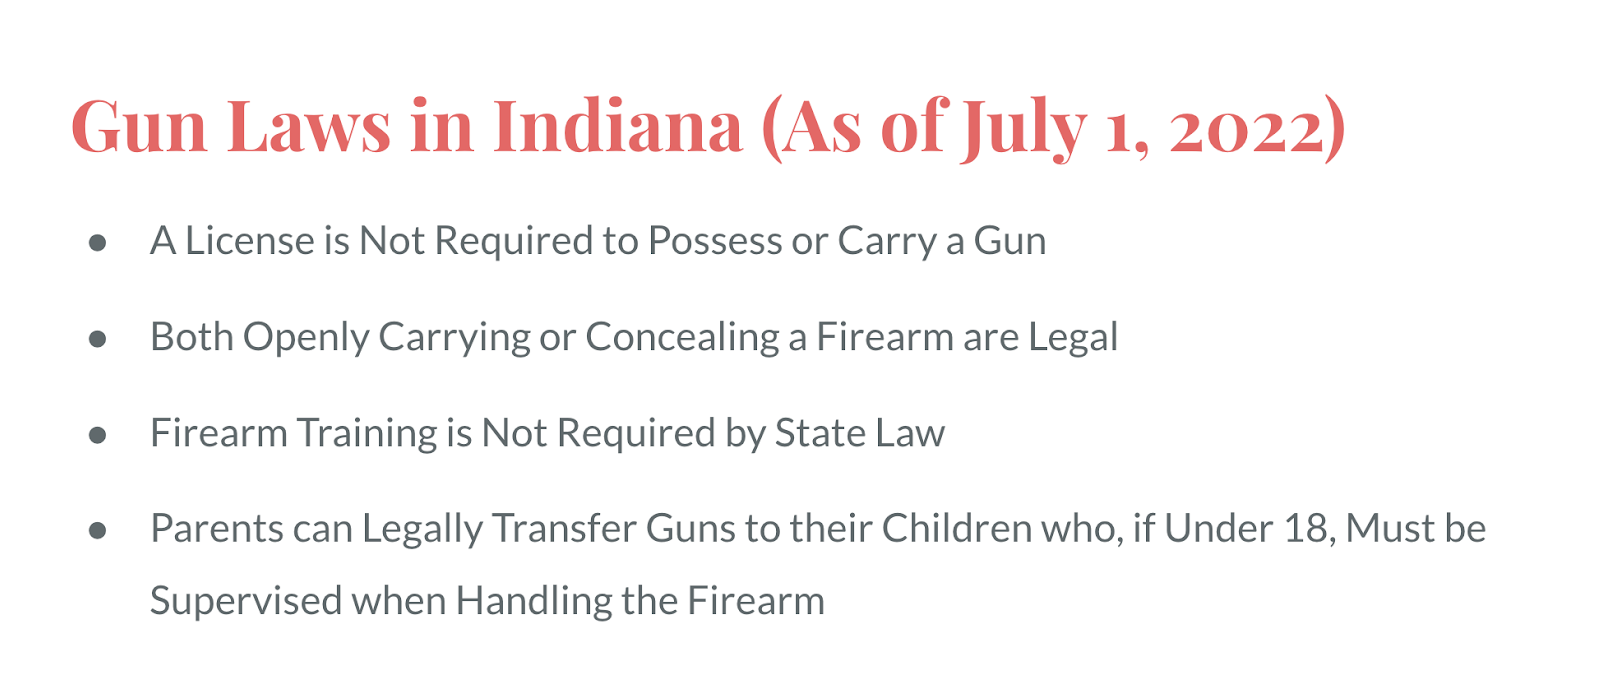 Gun Laws in Indiana (As of July 1, 2022)
● A License is Not Required to Possess or Carry a Gun
● Both Openly Carrying or Concealing a Firearm are Legal
● Firearm Training is Not Required by State Law
● Parents can Legally Transfer Guns to their Children who, if Under 18, Must be
Supervised when Handling the Firearm